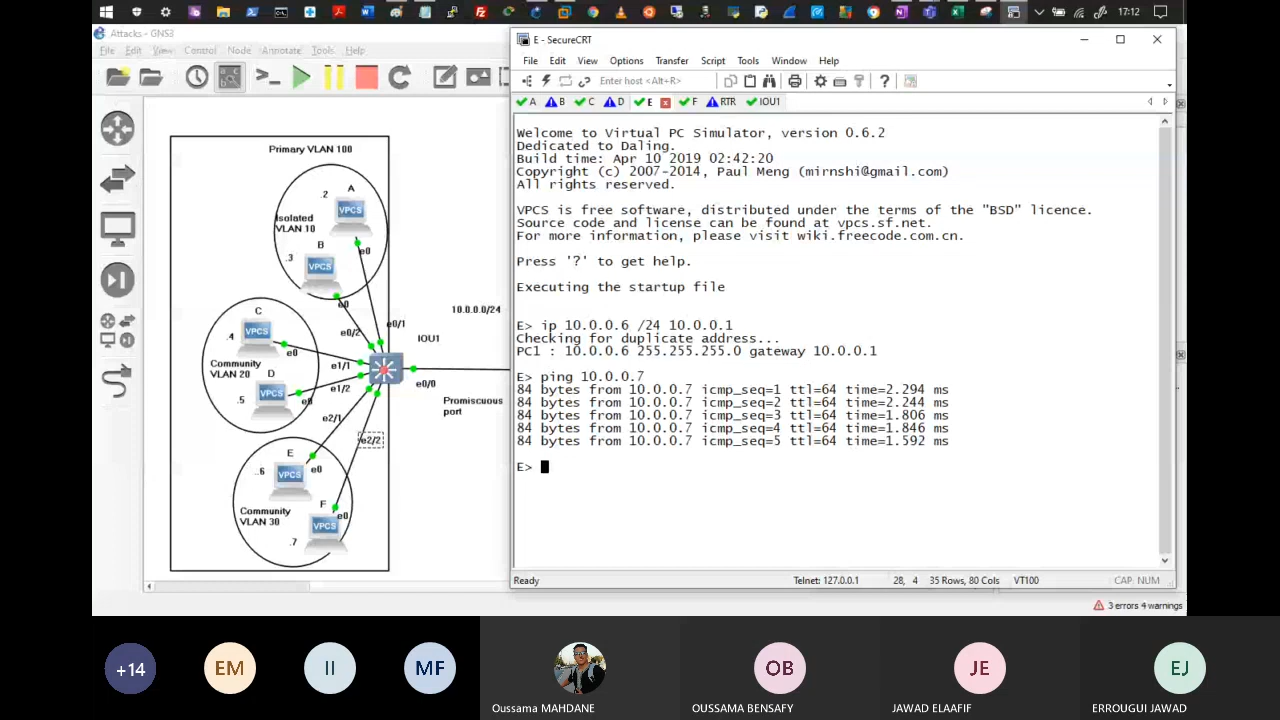 17:12
Attacks - GNS3
File Edit View Control Node Annotate Tools Help
E - SecureCRT
File Edit View Options Transfer Script Tools Window Help
Enter host <Alt+R>
A B C D E F RTR IOU1
Primary VLAN 100
A
.2
VPCS
Isolated
VLAN 10
e0
B
.3
VPCS
e0
10.0.0.0/24
e0/1
e0/2
IOU1
C
.4
VPCS
e0
Community
VLAN 20
e1/1
e0/0
D
.5
VPCS
e0
e1/2
Promiscuous
port
e2/1
e2/2
E
..6
VPCS
e0
F
Community
VLAN 30
VPCS
e0
.7
Welcome to Virtual PC Simulator, version 0.6.2
Dedicated to Daling.
Build time: Apr 10 2019 02:42:20
Copyright (c) 2007-2014, Paul Meng (mirnshi@gmail.com)
All rights reserved.
VPCS is free software, distributed under the terms of the "BSD" licence.
Source code and license can be found at vpcs.sf.net.
For more information, please visit wiki.freecode.com.cn.
Press '?' to get help.
Executing the startup file
E> ip 10.0.0.6 /24 10.0.0.1
Checking for duplicate address...
PC1 : 10.0.0.6 255.255.255.0 gateway 10.0.0.1
E> ping 10.0.0.7
84 bytes from 10.0.0.7 icmp_seq=1 ttl=64 time=2.294 ms
84 bytes from 10.0.0.7 icmp_seq=2 ttl=64 time=2.244 ms
84 bytes from 10.0.0.7 icmp_seq=3 ttl=64 time=1.806 ms
84 bytes from 10.0.0.7 icmp_seq=4 ttl=64 time=1.846 ms
84 bytes from 10.0.0.7 icmp_seq=5 ttl=64 time=1.592 ms
E>
Ready Telnet: 127.0.0.1 28, 4 35 Rows, 80 Cols VT100 CAP NUM
3 errors 4 warnings
+14 EM II MF OB JE EJ
Oussama MAHDANE OUSSAMA BENSAFY JAWAD ELAAFIF ERROUGUI JAWAD